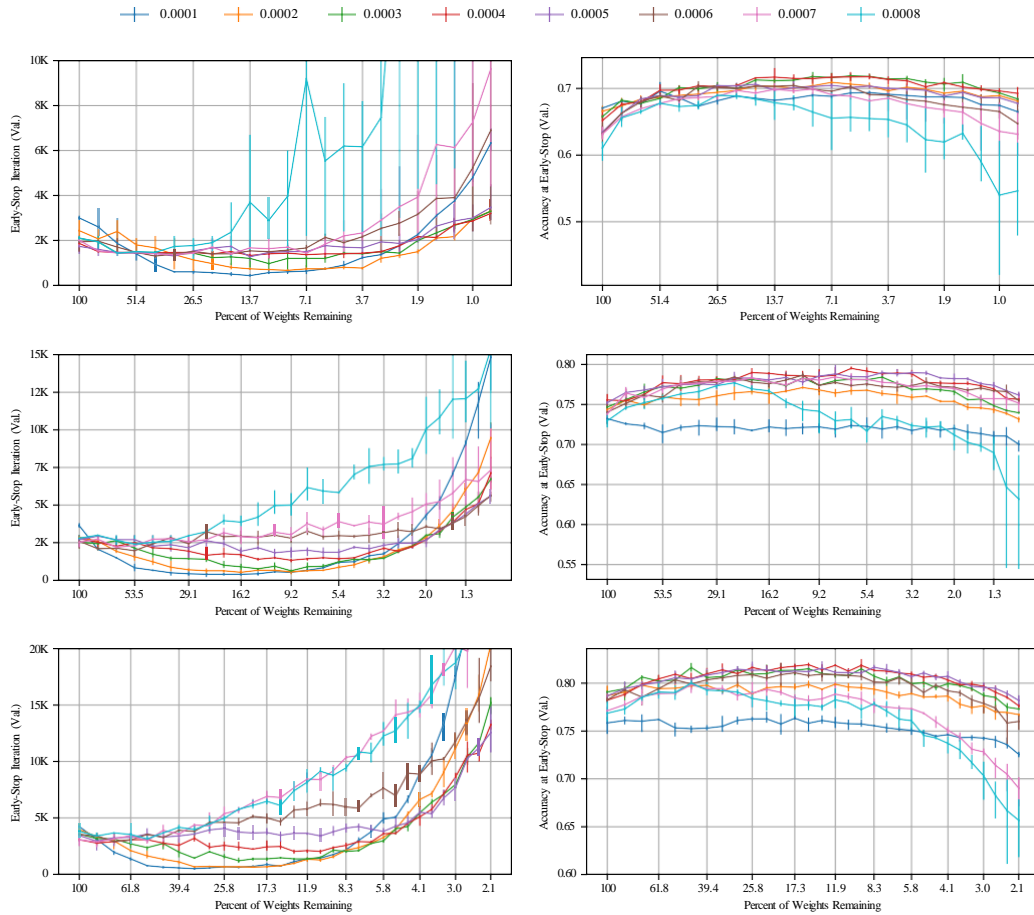 0.0001 0.0002 0.0003 0.0004 0.0005 0.0006 0.0007 0.0008
10K
8K
6K
4K
2K
0
Early-Stop Iteration (Val.)
100 51.4 26.5 13.7 7.1 3.7 1.9 1.0
Percent of Weights Remaining
0.7
0.6
0.5
Accuracy at Early-Stop (Val.)
100 51.4 26.5 13.7 7.1 3.7 1.9 1.0
Percent of Weights Remaining
15K
12K
10K
7K
5K
2K
0
Early-Stop Iteration (Val.)
100 53.5 29.1 16.2 9.2 5.4 3.2 2.0 1.3
Percent of Weights Remaining
0.80
0.75
0.70
0.65
0.60
0.55
Accuracy at Early-Stop (Val.)
100 53.5 29.1 16.2 9.2 5.4 3.2 2.0 1.3
Percent of Weights Remaining
20K
15K
10K
5K
0
Early-Stop Iteration (Val.)
100 61.8 39.4 25.8 17.3 11.9 8.3 5.8 4.1 3.0 2.1
Percent of Weights Remaining
0.80
0.75
0.70
0.65
0.60
Accuracy at Early-Stop (Val.)
100 61.8 39.4 25.8 17.3 11.9 8.3 5.8 4.1 3.0 2.1
Percent of Weights Remaining